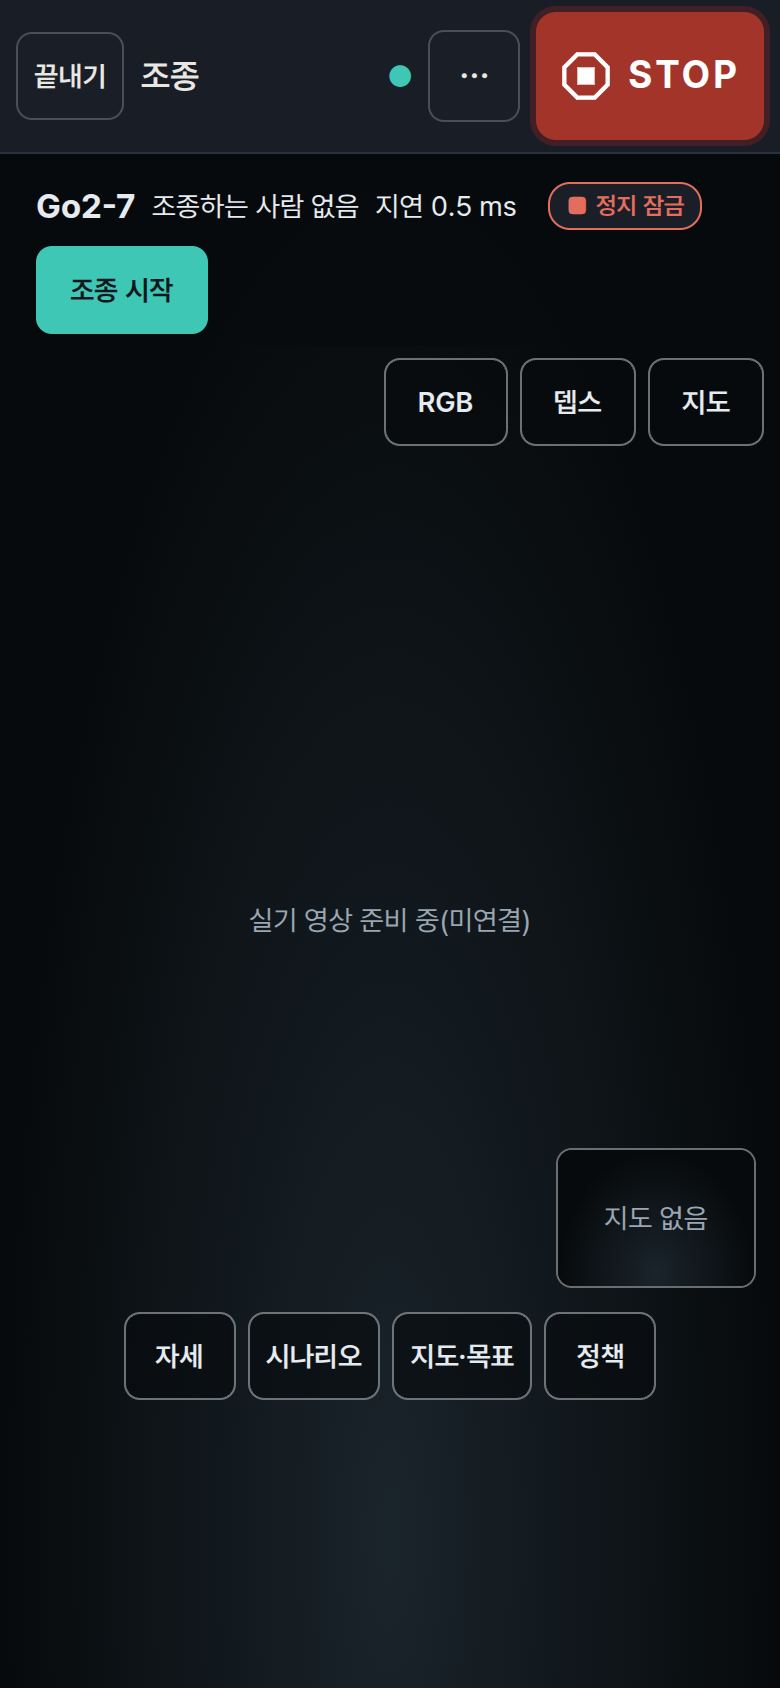 끝내기 조종 ... STOP
Go2-7 조종하는 사람 없음 지연 0.5 ms 정지 잠금
조종 시작
RGB 뎁스 지도
실기 영상 준비 중(미연결)
지도 없음
자세 시나리오 지도·목표 정책